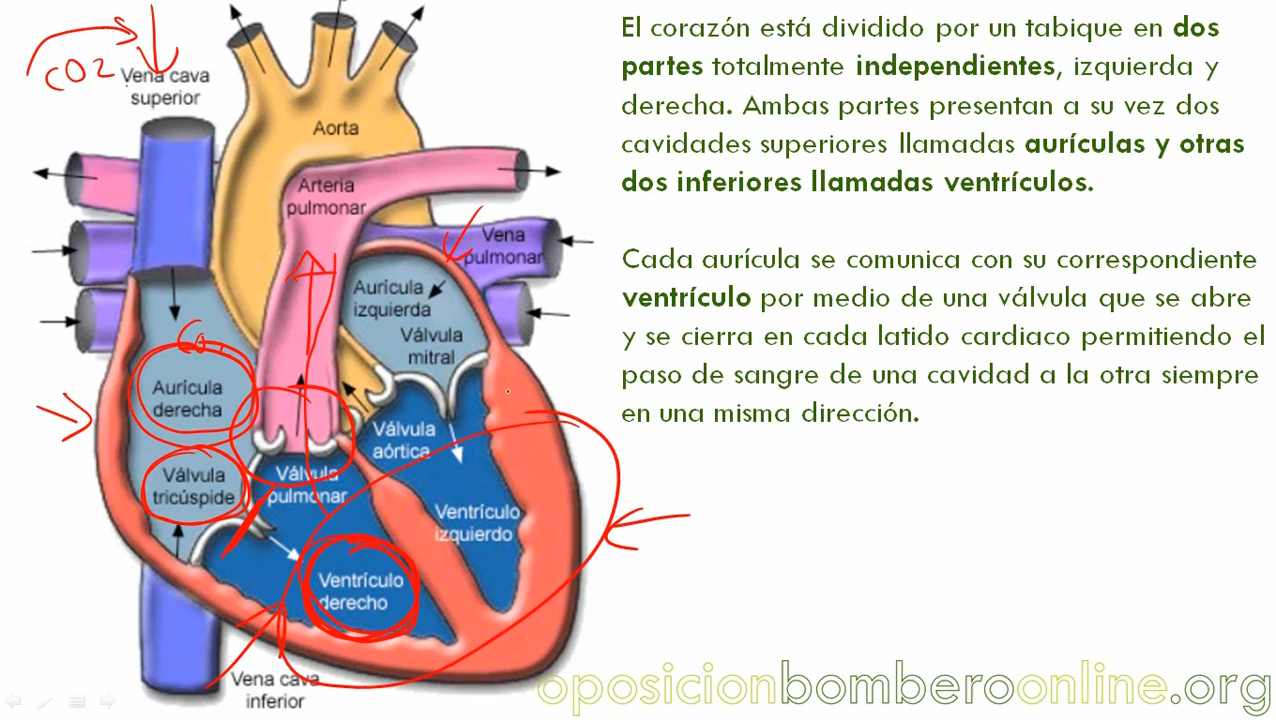 CO2
Vena cava
superior
Aorta
Arteria
pulmonar
Vena
pulmonar
Aurícula
izquierda
Válvula
mitral
Aurícula
derecha
Válvula
aórtica
Válvula
tricúspide
Válvula
pulmonar
Ventrículo
izquierdo
Ventrículo
derecho
Vena cava
inferior
El corazón está dividido por un tabique en dos
partes totalmente independientes, izquierda y
derecha. Ambas partes presentan a su vez dos
cavidades superiores llamadas aurículas y otras
dos inferiores llamadas ventrículos.
Cada aurícula se comunica con su correspondiente
ventrículo por medio de una válvula que se abre
y se cierra en cada latido cardiaco permitiendo el
paso de sangre de una cavidad a la otra siempre
en una misma dirección.
oposicionbomberoonline.org